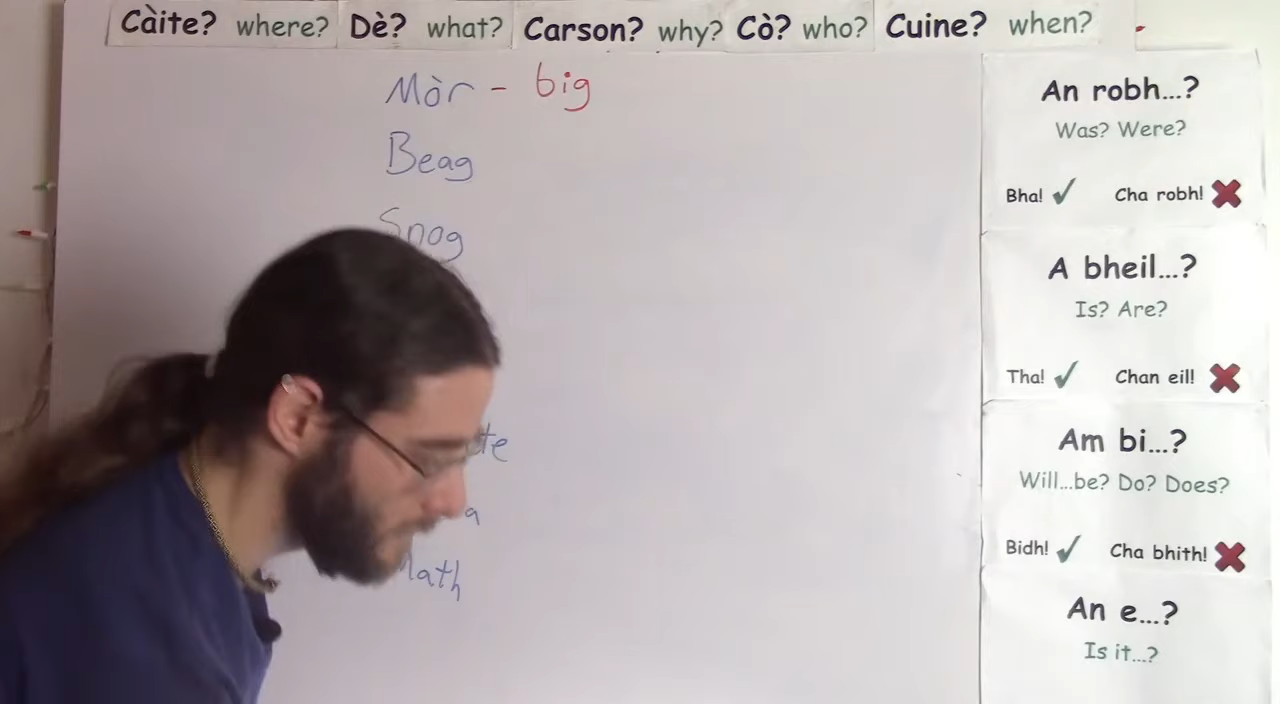 Càite? where? Dè? what? Carson? why? Cò? who? Cuine? when?
Mòr - big
Beag
Snog
Math
An robh...?
Was? Were?
Bha! Cha robh!
A bheil...?
Is? Are?
Tha! Chan eil!
Am bi...?
Will...be? Do? Does?
Bidh! Cha bhith!
An e...?
Is it...?